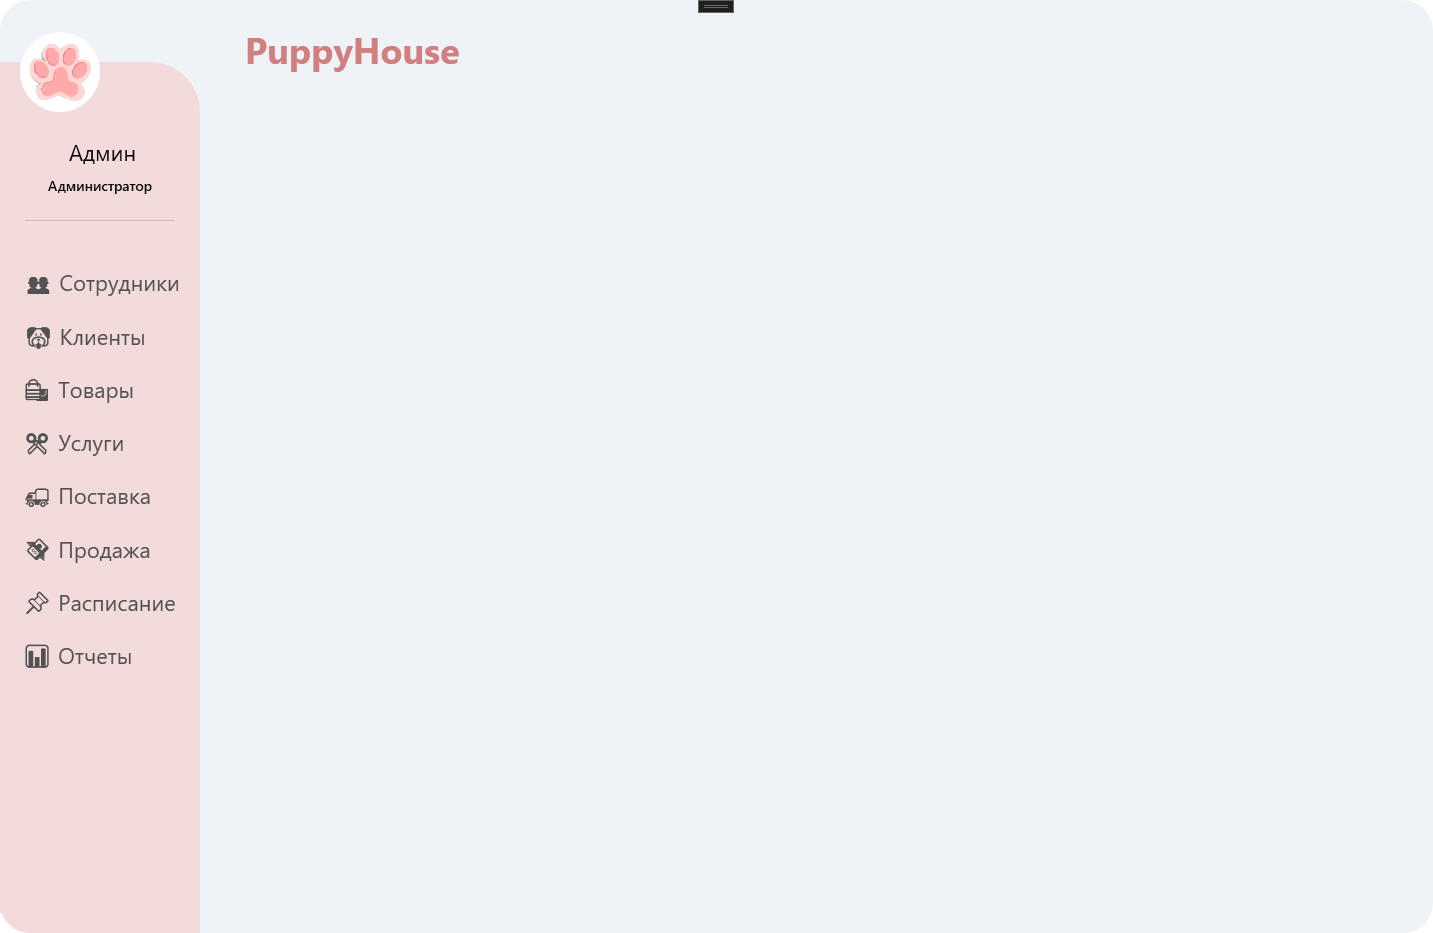 PuppyHouse
Админ
Администратор
Сотрудники
Клиенты
Товары
Услуги
Поставка
Продажа
Расписание
Отчеты